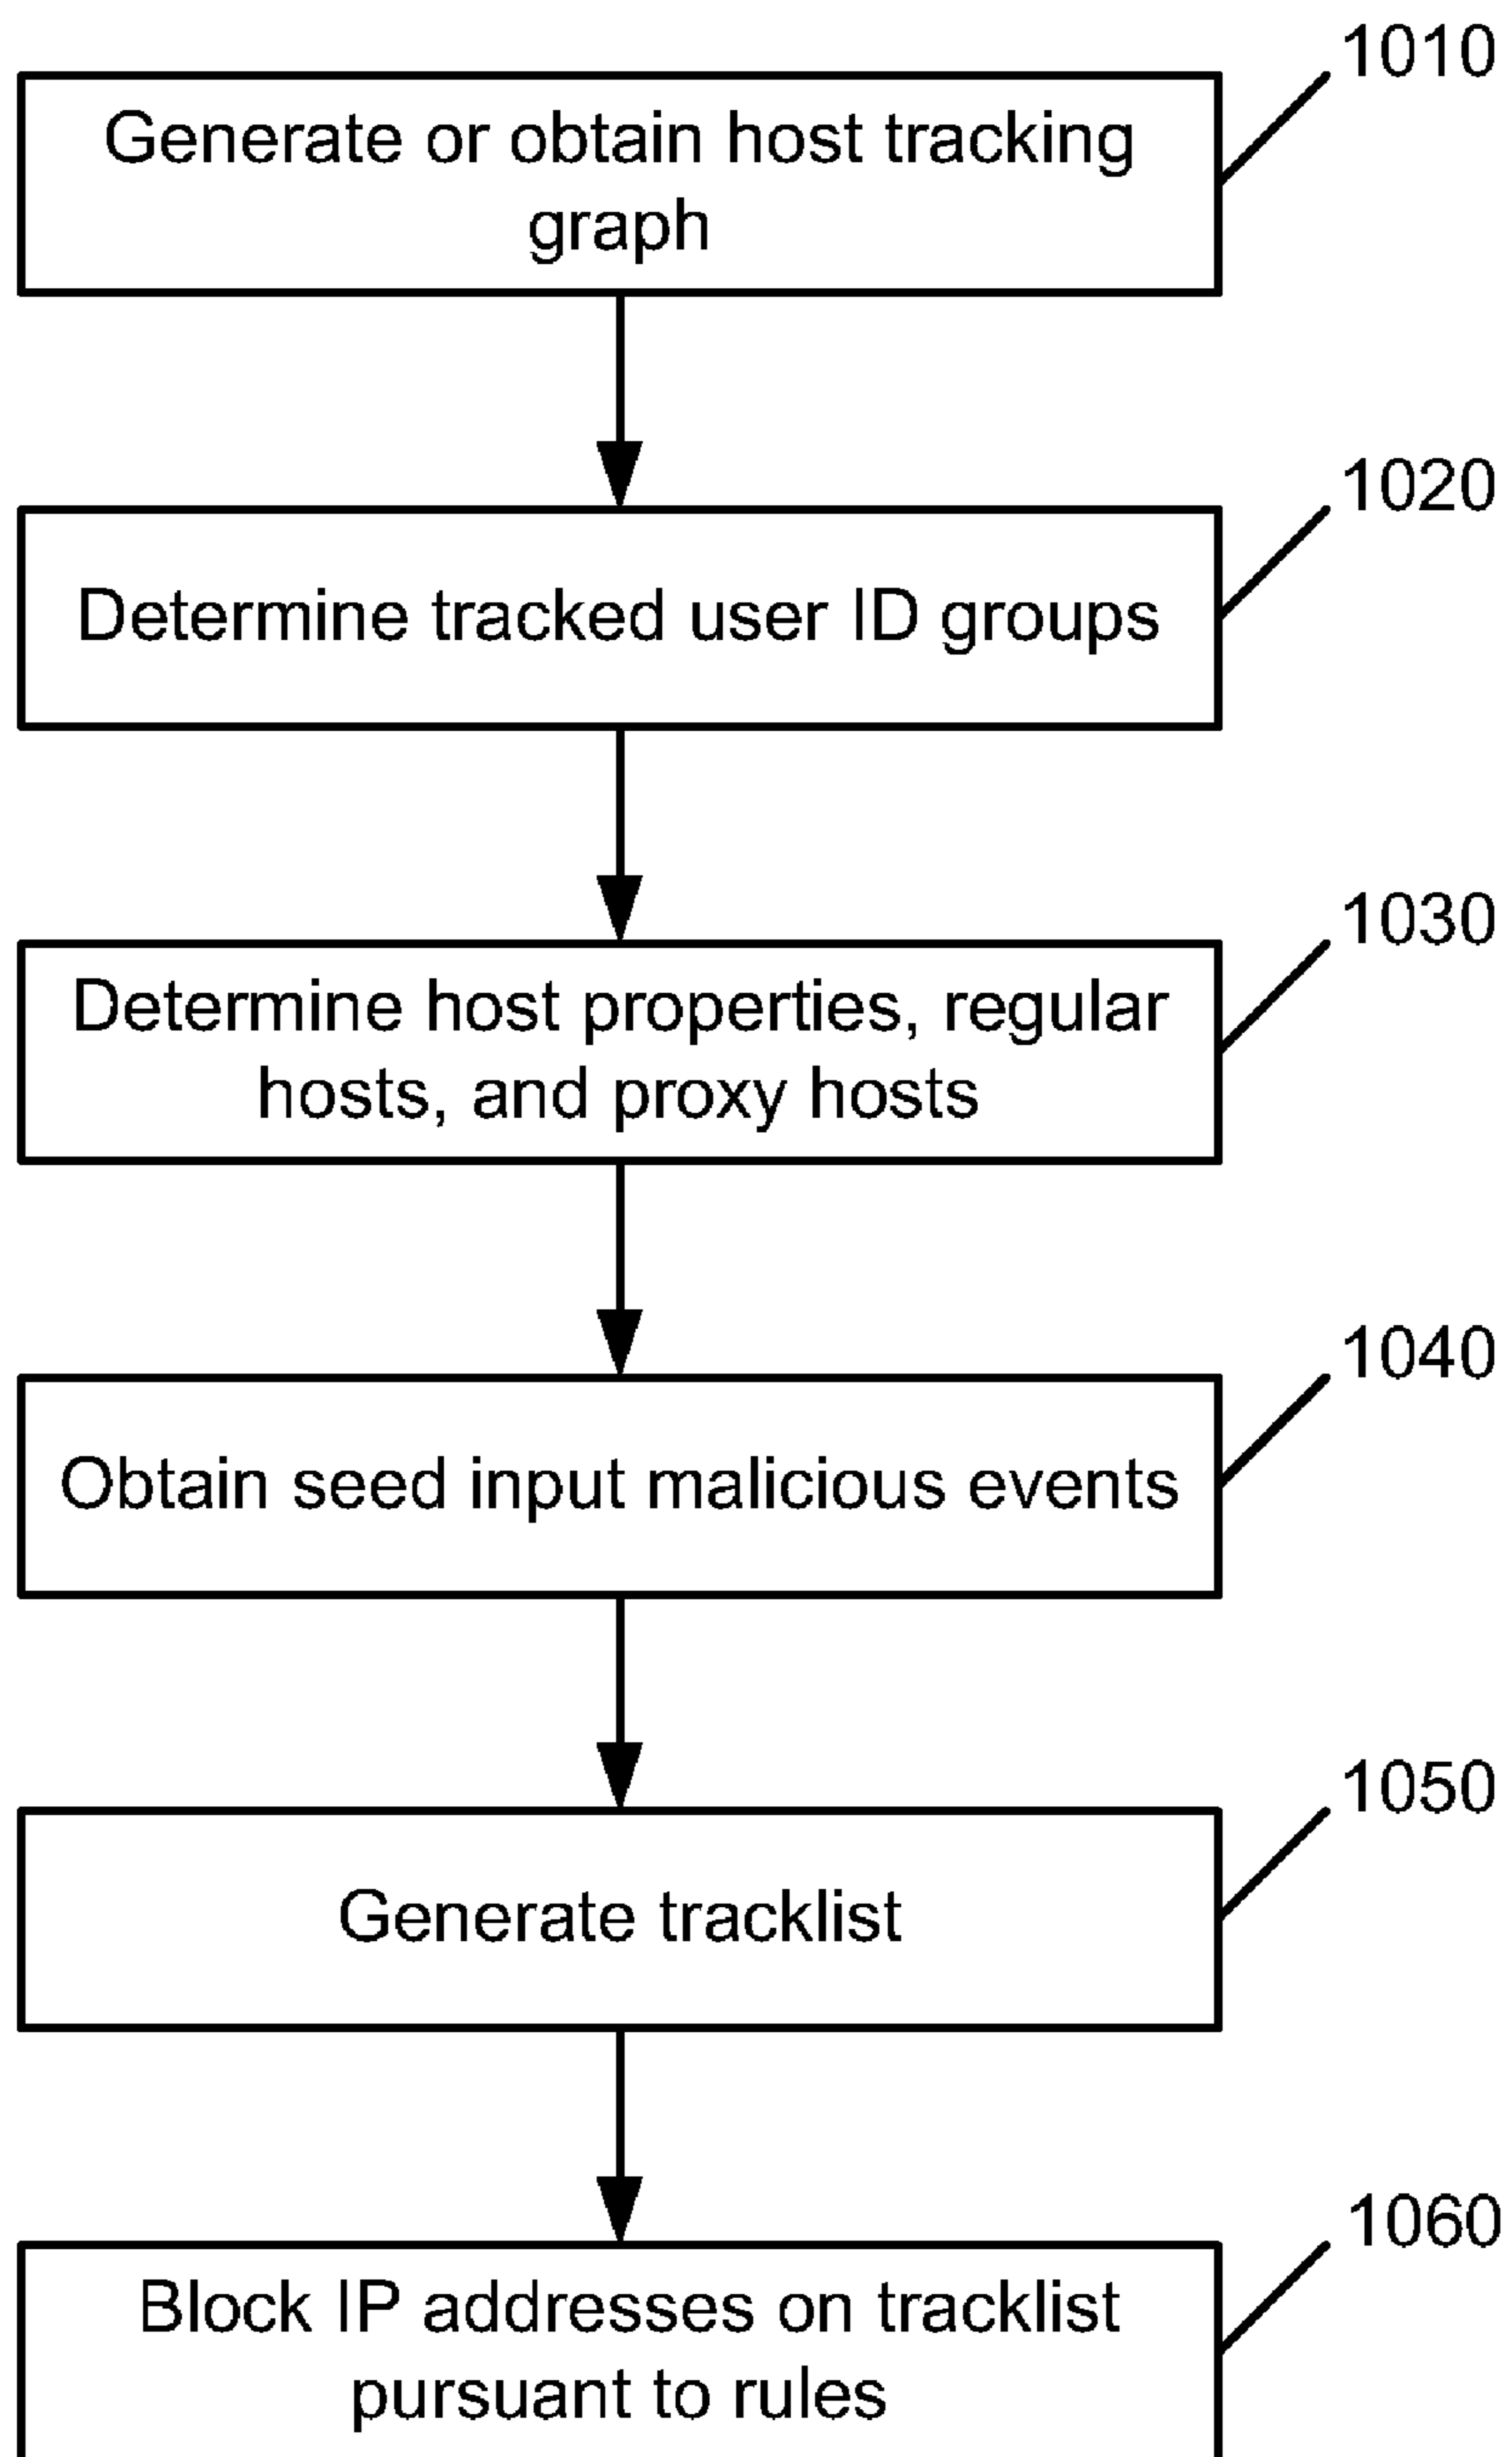 1010
Generate or obtain host tracking
graph
1020
Determine tracked user ID groups
1030
Determine host properties, regular
hosts, and proxy hosts
1040
Obtain seed input malicious events
1050
Generate tracklist
1060
Block IP addresses on tracklist
pursuant to rules